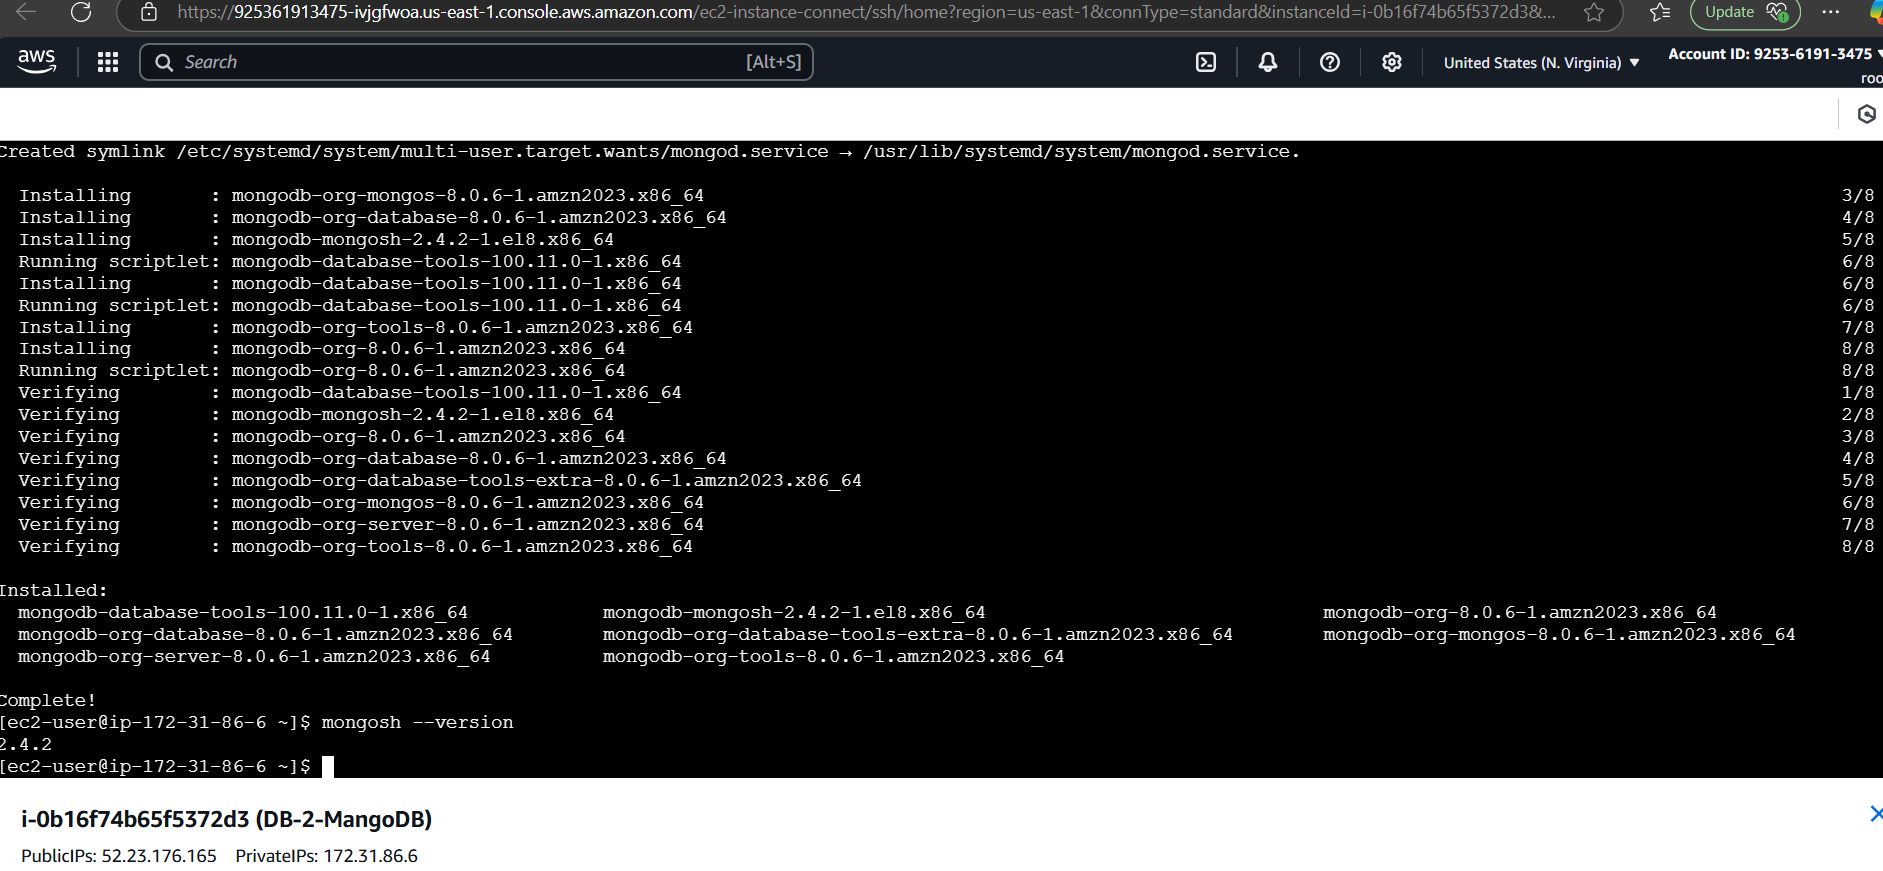 https://925361913475-ivjgfwoa.us-east-1.console.aws.amazon.com/ec2-instance-connect/ssh/home?region=us-east-1&connType=standard&instanceId=i-0b16f74b65f5372d3&...
Update
aws
Search [Alt+S]
United States (N. Virginia)
Account ID: 9253-6191-3475
roo
Created symlink /etc/systemd/system/multi-user.target.wants/mongod.service → /usr/lib/systemd/system/mongod.service.
Installing : mongodb-org-mongos-8.0.6-1.amzn2023.x86_64 3/8
Installing : mongodb-org-database-8.0.6-1.amzn2023.x86_64 4/8
Installing : mongodb-mongosh-2.4.2-1.el8.x86_64 5/8
Running scriptlet: mongodb-database-tools-100.11.0-1.x86_64 6/8
Installing : mongodb-database-tools-100.11.0-1.x86_64 6/8
Running scriptlet: mongodb-database-tools-100.11.0-1.x86_64 6/8
Installing : mongodb-org-tools-8.0.6-1.amzn2023.x86_64 7/8
Installing : mongodb-org-8.0.6-1.amzn2023.x86_64 8/8
Running scriptlet: mongodb-org-8.0.6-1.amzn2023.x86_64 8/8
Verifying : mongodb-database-tools-100.11.0-1.x86_64 1/8
Verifying : mongodb-mongosh-2.4.2-1.el8.x86_64 2/8
Verifying : mongodb-org-8.0.6-1.amzn2023.x86_64 3/8
Verifying : mongodb-org-database-8.0.6-1.amzn2023.x86_64 4/8
Verifying : mongodb-org-database-tools-extra-8.0.6-1.amzn2023.x86_64 5/8
Verifying : mongodb-org-mongos-8.0.6-1.amzn2023.x86_64 6/8
Verifying : mongodb-org-server-8.0.6-1.amzn2023.x86_64 7/8
Verifying : mongodb-org-tools-8.0.6-1.amzn2023.x86_64 8/8
Installed:
mongodb-database-tools-100.11.0-1.x86_64 mongodb-mongosh-2.4.2-1.el8.x86_64 mongodb-org-8.0.6-1.amzn2023.x86_64
mongodb-org-database-8.0.6-1.amzn2023.x86_64 mongodb-org-database-tools-extra-8.0.6-1.amzn2023.x86_64 mongodb-org-mongos-8.0.6-1.amzn2023.x86_64
mongodb-org-server-8.0.6-1.amzn2023.x86_64 mongodb-org-tools-8.0.6-1.amzn2023.x86_64
Complete!
[ec2-user@ip-172-31-86-6 ~]$ mongosh --version
2.4.2
[ec2-user@ip-172-31-86-6 ~]$
i-0b16f74b65f5372d3 (DB-2-MangoDB)
PublicIPs: 52.23.176.165 PrivateIPs: 172.31.86.6